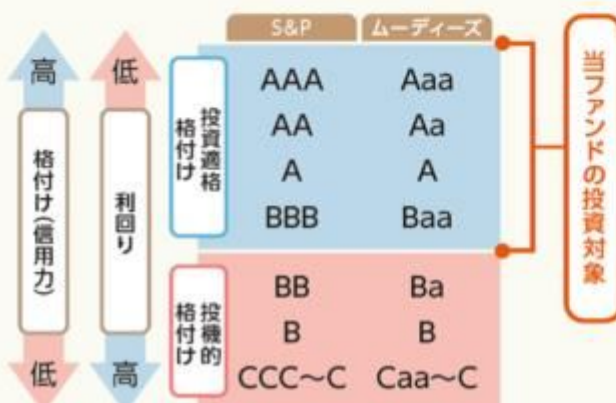 S&P ムーディーズ
高 低
格付け(信用力)
利回り
低 高
投資適格
格付け
AAA Aaa
AA Aa
A A
BBB Baa
投機的
格付け
BB Ba
B B
CCC～C Caa～C
当ファンドの投資対象